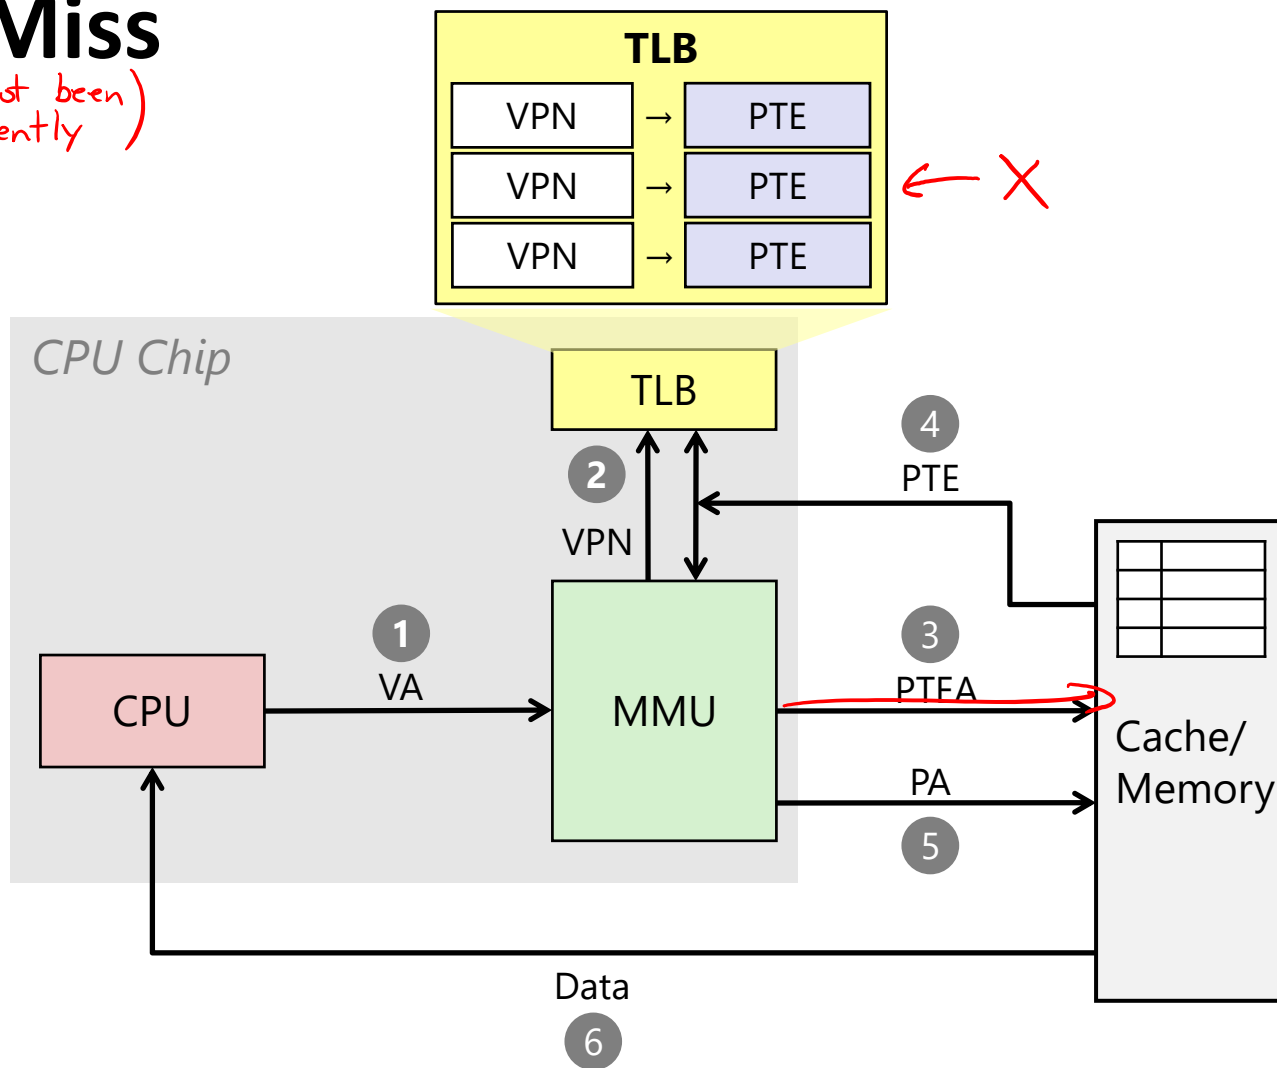 Miss
been)
TLB
VPN → PTE
VPN → PTE
← X
VPN → PTE
CPU Chip
TLB
4
PTE
2
VPN
1
VA
3
PTEA
CPU
MMU
Cache/
Memory
PA
5
Data
6